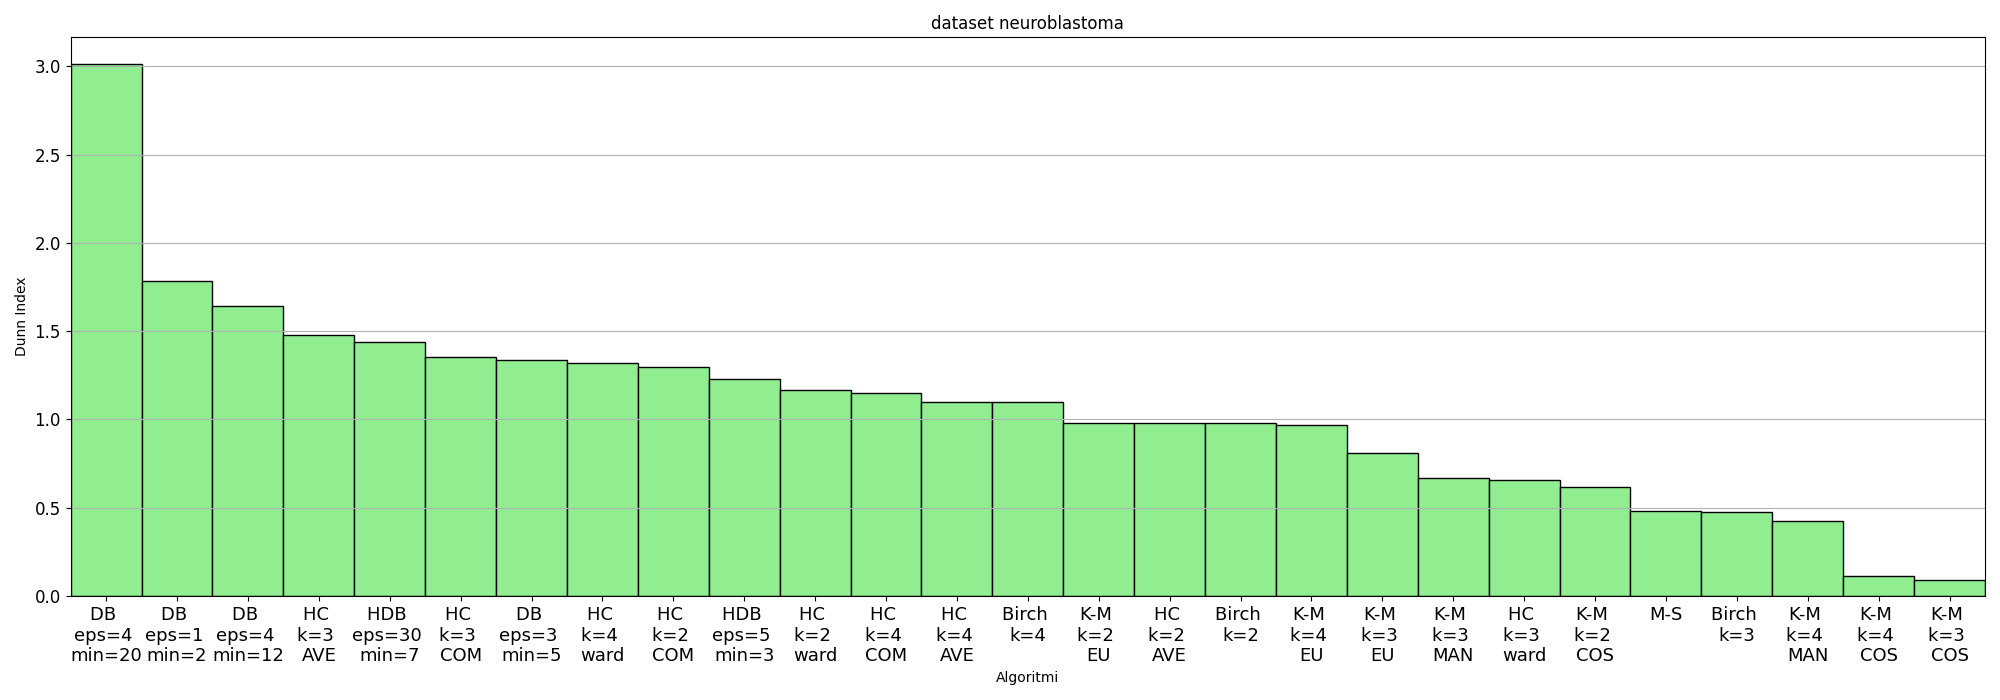 dataset neuroblastoma
3.0
2.5
2.0
1.5
1.0
0.5
0.0
Dunn Index
DB
eps=4
min=20
DB
eps=1
min=2
DB
eps=4
min=12
HC
k=3
AVE
HDB
eps=30
min=7
HC
k=3
COM
DB
eps=3
min=5
HC
k=4
ward
HC
k=2
COM
HDB
eps=5
min=3
HC
k=2
ward
HC
k=4
COM
HC
k=4
AVE
Birch
k=4
K-M
k=2
EU
HC
k=2
AVE
Birch
k=2
K-M
k=4
EU
K-M
k=3
EU
K-M
k=3
MAN
HC
k=3
ward
K-M
k=2
COS
M-S
Birch
k=3
K-M
k=4
MAN
K-M
k=4
COS
K-M
k=3
COS
Algoritmi